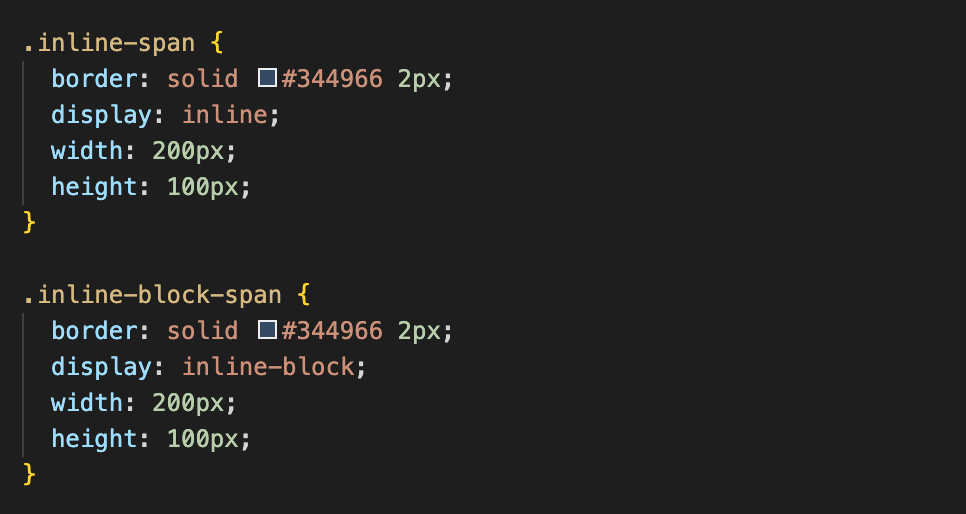 .inline-span {
  border: solid #344966 2px;
  display: inline;
  width: 200px;
  height: 100px;
}

.inline-block-span {
  border: solid #344966 2px;
  display: inline-block;
  width: 200px;
  height: 100px;
}